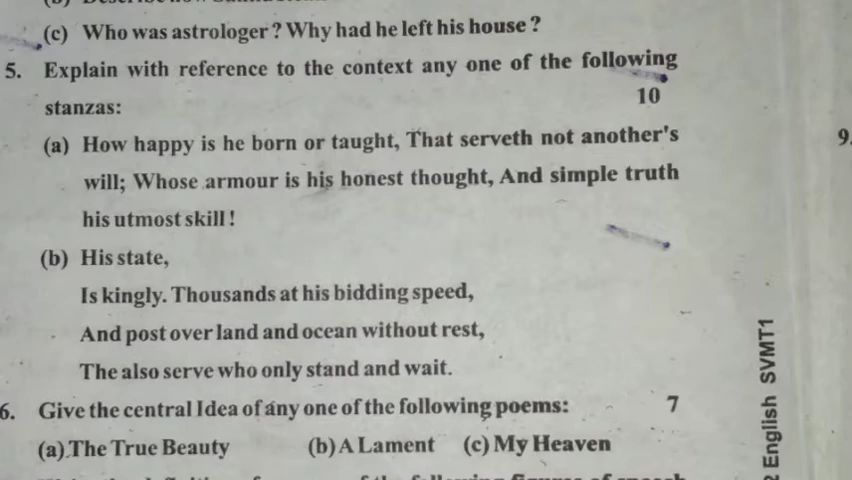 (c) Who was astrologer? Why had he left his house?
5. Explain with reference to the context any one of the following
stanzas: 10
(a) How happy is he born or taught, That serveth not another's
will; Whose armour is his honest thought, And simple truth
his utmost skill!
(b) His state,
Is kingly. Thousands at his bidding speed,
And post over land and ocean without rest,
The also serve who only stand and wait.
6. Give the central Idea of any one of the following poems: 7
(a) The True Beauty (b) A Lament (c) My Heaven
9.
2 English SVMT1